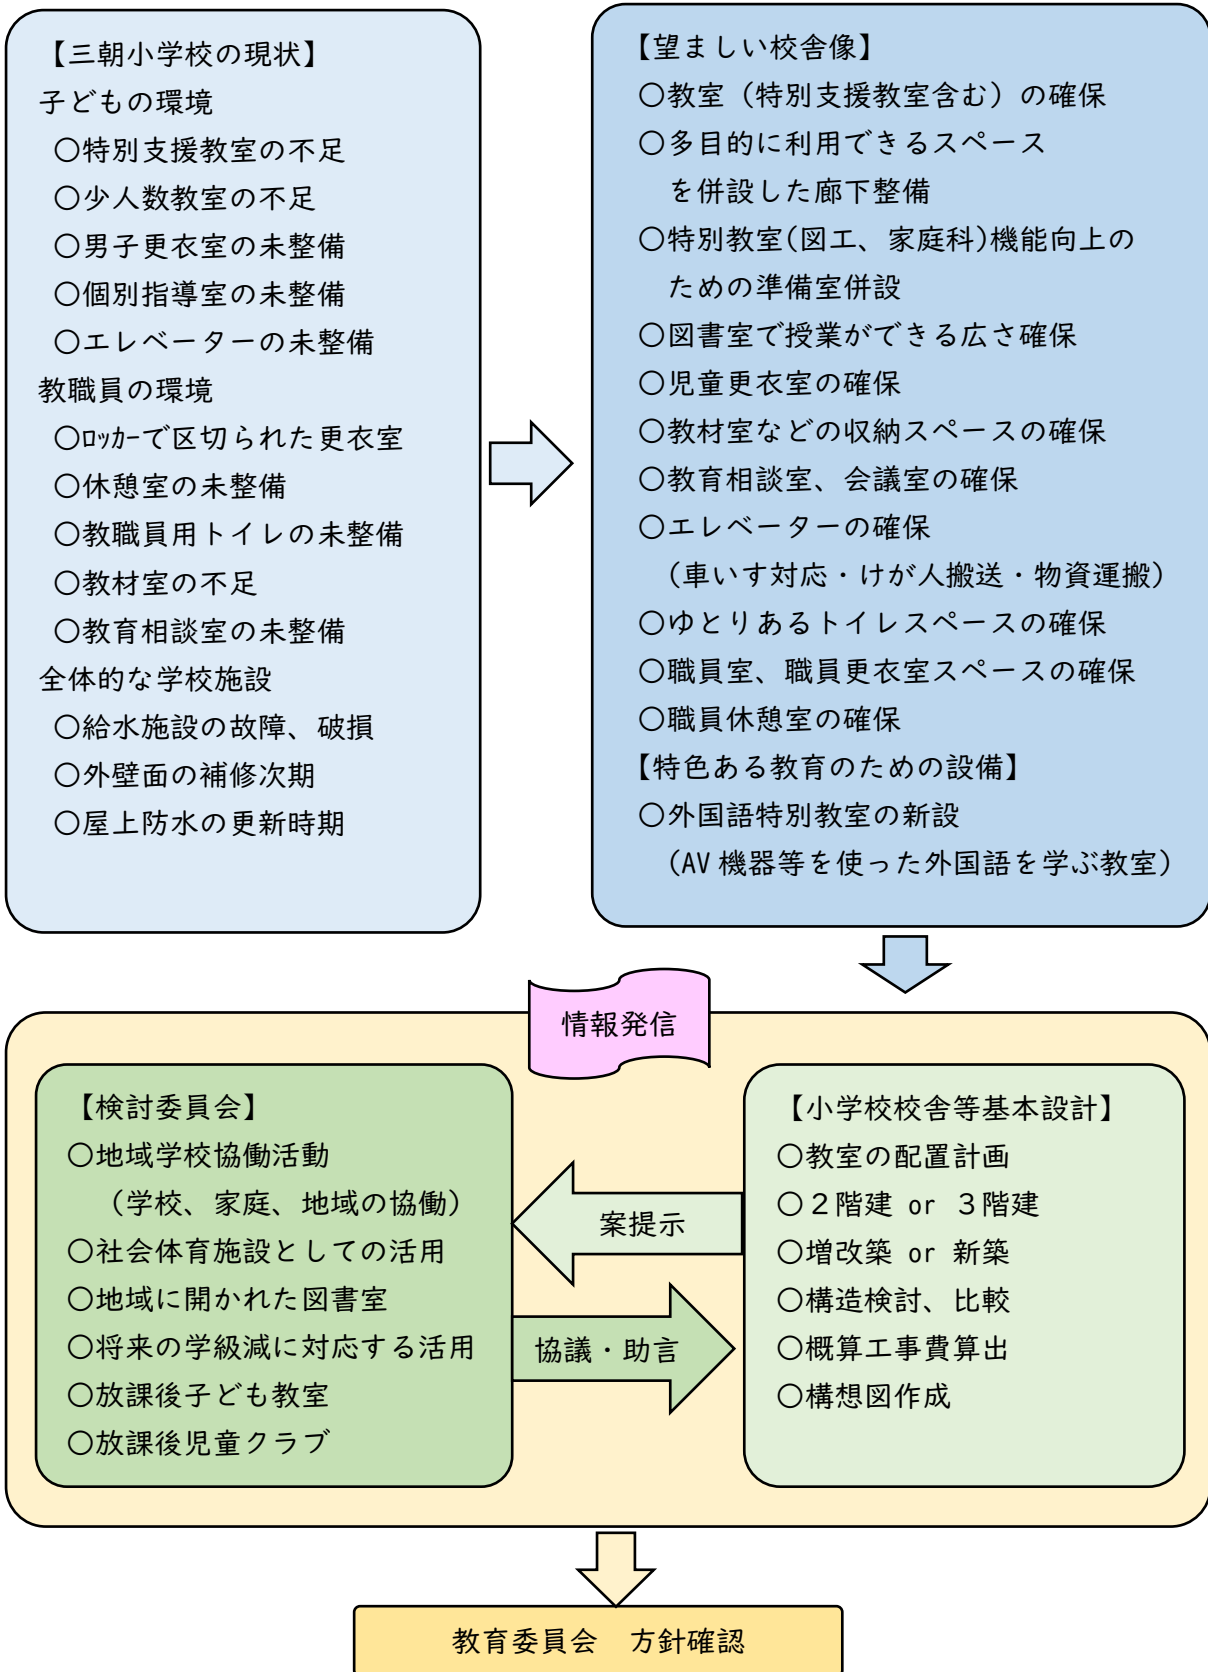 【三朝小学校の現状】
子どもの環境
○特別支援教室の不足
○少人数教室の不足
○男子更衣室の未整備
○個別指導室の未整備
○エレベーターの未整備
教職員の環境
○ﾛｯｶｰで区切られた更衣室
○休憩室の未整備
○教職員用トイレの未整備
○教材室の不足
○教育相談室の未整備
全体的な学校施設
○給水施設の故障、破損
○外壁面の補修次期
○屋上防水の更新時期
【望ましい校舎像】
○教室（特別支援教室含む）の確保
○多目的に利用できるスペース
を併設した廊下整備
○特別教室(図工、家庭科)機能向上の
ための準備室併設
○図書室で授業ができる広さ確保
○児童更衣室の確保
○教材室などの収納スペースの確保
○教育相談室、会議室の確保
○エレベーターの確保
（車いす対応・けが人搬送・物資運搬）
○ゆとりあるトイレスペースの確保
○職員室、職員更衣室スペースの確保
○職員休憩室の確保
【特色ある教育のための設備】
○外国語特別教室の新設
（AV 機器等を使った外国語を学ぶ教室）
情報発信
【検討委員会】
○地域学校協働活動
（学校、家庭、地域の協働）
○社会体育施設としての活用
○地域に開かれた図書室
○将来の学級減に対応する活用
○放課後子ども教室
○放課後児童クラブ
案提示
協議・助言
【小学校校舎等基本設計】
○教室の配置計画
○２階建 or ３階建
○増改築 or 新築
○構造検討、比較
○概算工事費算出
○構想図作成
教育委員会　方針確認